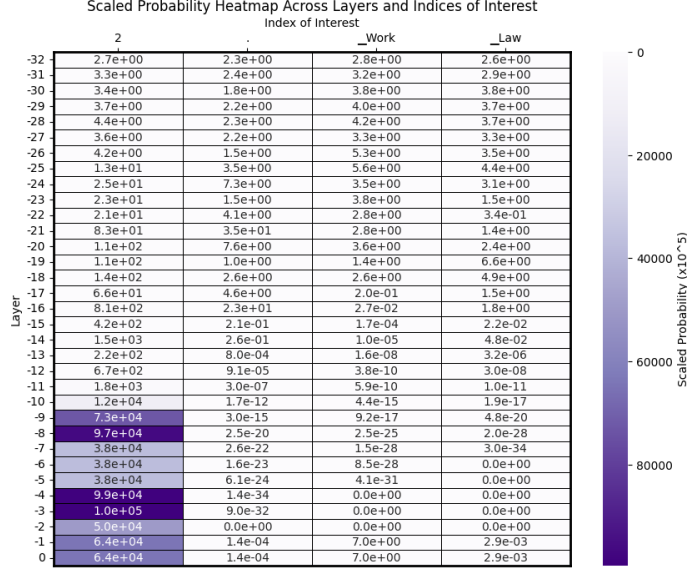 Scaled Probability Heatmap Across Layers and Indices of Interest
Index of Interest
2 . _Work _Law
-32 2.7e+00 2.3e+00 2.8e+00 2.6e+00
-31 3.3e+00 2.4e+00 3.2e+00 2.9e+00
-30 3.4e+00 1.8e+00 3.8e+00 3.8e+00
-29 3.7e+00 2.2e+00 4.0e+00 3.7e+00
-28 4.4e+00 2.3e+00 4.2e+00 3.7e+00
-27 3.6e+00 2.2e+00 3.3e+00 3.3e+00
-26 4.2e+00 1.5e+00 5.3e+00 3.5e+00
-25 1.3e+01 3.5e+00 5.6e+00 4.4e+00
-24 2.5e+01 7.3e+00 3.5e+00 3.1e+00
-23 2.3e+01 1.5e+00 3.8e+00 1.5e+00
-22 2.1e+01 4.1e+00 2.8e+00 3.4e-01
-21 8.3e+01 3.5e+01 2.8e+00 1.4e+00
-20 1.1e+02 7.6e+00 3.6e+00 2.4e+00
-19 1.1e+02 1.0e+00 1.4e+00 6.6e+00
-18 1.4e+02 2.6e+00 2.6e+00 4.9e+00
-17 6.6e+01 4.6e+00 2.0e-01 1.5e+00
-16 8.1e+02 2.3e+01 2.7e-02 1.8e+00
-15 4.2e+02 2.1e-01 1.7e-04 2.2e-02
-14 1.5e+03 2.6e-01 1.0e-05 4.8e-02
-13 2.2e+02 8.0e-04 1.6e-08 3.2e-06
-12 6.7e+02 9.1e-05 3.8e-10 3.0e-08
-11 1.8e+03 3.0e-07 5.9e-10 1.0e-11
-10 1.2e+04 1.7e-12 4.4e-15 1.9e-17
-9 7.3e+04 3.0e-15 9.2e-17 4.8e-20
-8 9.7e+04 2.5e-20 2.5e-25 2.0e-28
-7 3.8e+04 2.6e-22 1.5e-28 3.0e-34
-6 3.8e+04 1.6e-23 8.5e-28 0.0e+00
-5 3.8e+04 6.1e-24 4.1e-31 0.0e+00
-4 9.9e+04 1.4e-34 0.0e+00 0.0e+00
-3 1.0e+05 9.0e-32 0.0e+00 0.0e+00
-2 5.0e+04 0.0e+00 0.0e+00 0.0e+00
-1 6.4e+04 1.4e-04 7.0e+00 2.9e-03
0 6.4e+04 1.4e-04 7.0e+00 2.9e-03
Layer
0
20000
40000
60000
80000
Scaled Probability (x10^5)